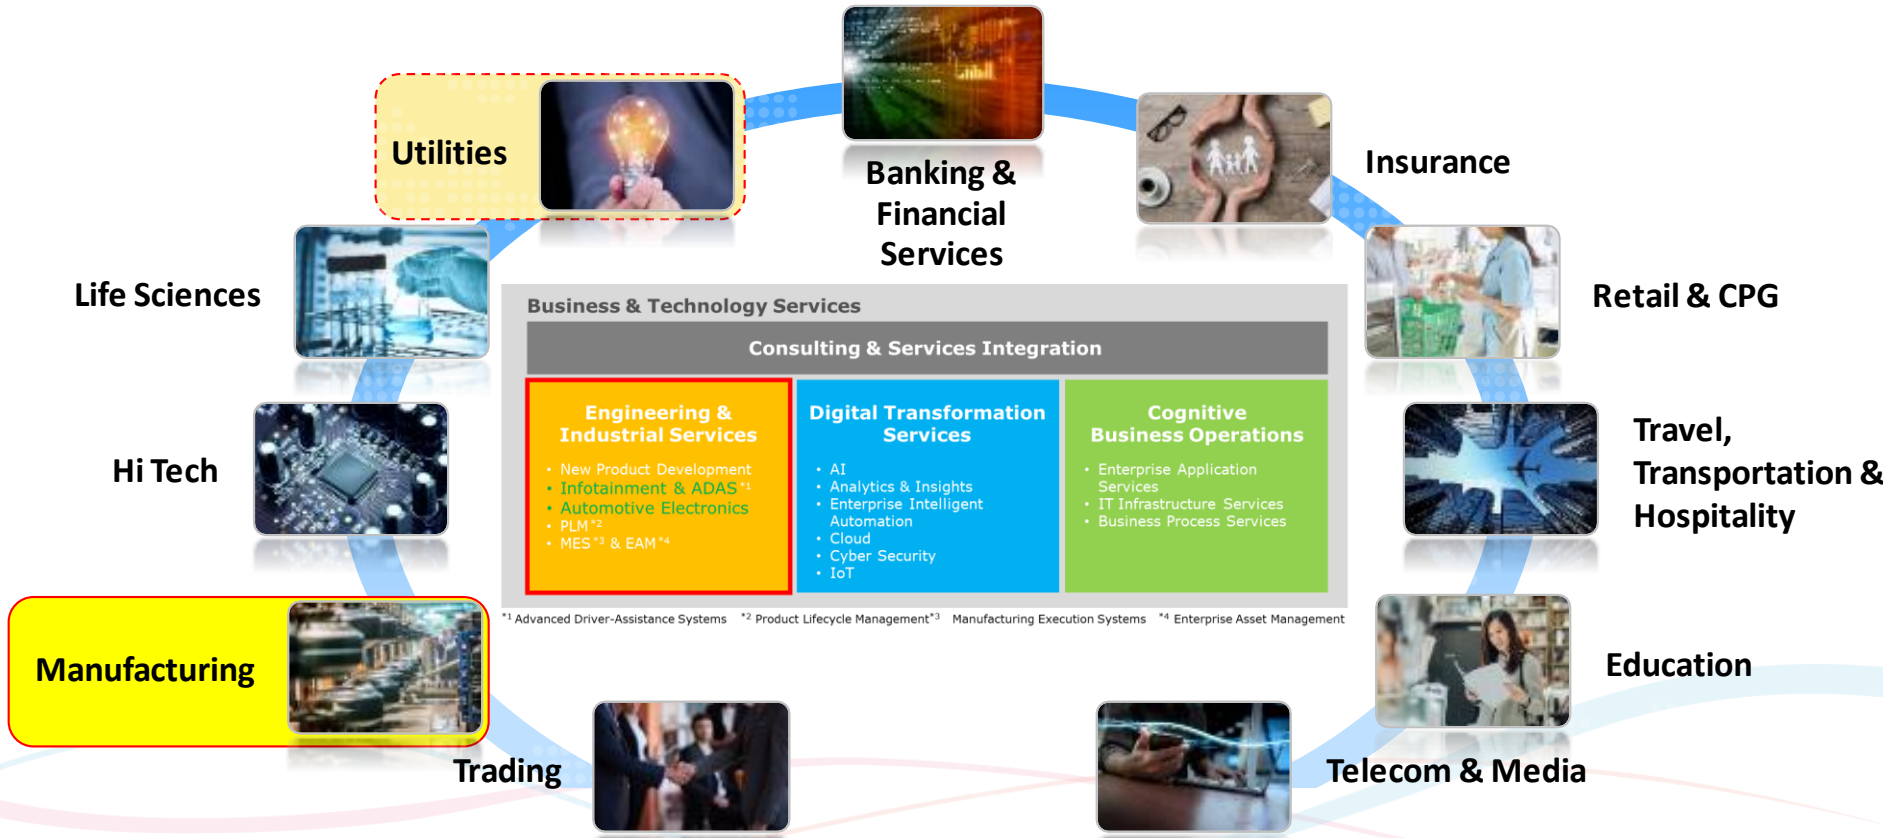 Utilities
Banking &
Financial
Services
Insurance
Life Sciences
Retail & CPG
Hi Tech
Travel,
Transportation &
Hospitality
Manufacturing
Education
Trading
Telecom & Media
Business & Technology Services
Consulting & Services Integration
Engineering &
Industrial Services
• New Product Development
• Infotainment & ADAS *1
• Automotive Electronics
• PLM *2
• MES *3 & EAM *4
Digital Transformation
Services
• AI
• Analytics & Insights
• Enterprise Intelligent
Automation
• Cloud
• Cyber Security
• IoT
Cognitive
Business Operations
• Enterprise Application
Services
• IT Infrastructure Services
• Business Process Services
*1 Advanced Driver-Assistance Systems *2 Product Lifecycle Management*3 Manufacturing Execution Systems *4 Enterprise Asset Management